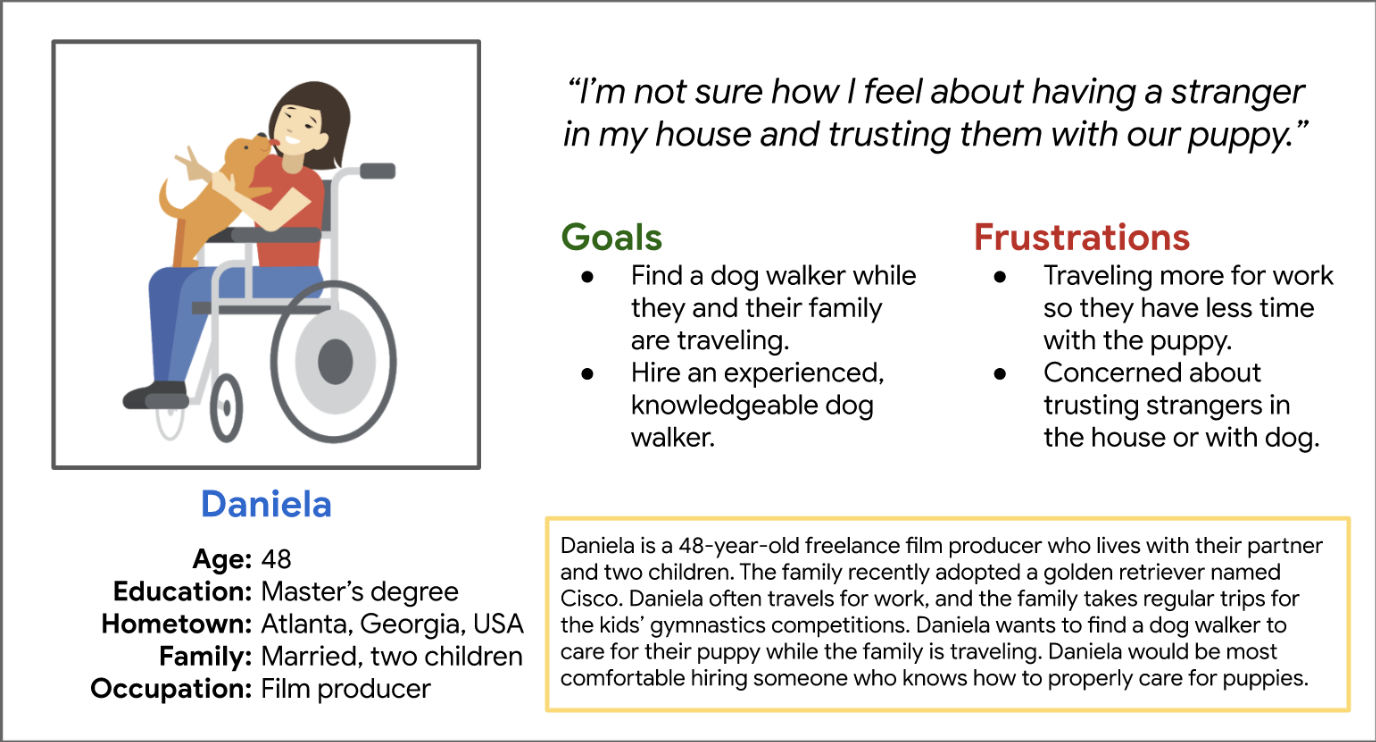 “I’m not sure how I feel about having a stranger
in my house and trusting them with our puppy.”
Goals
● Find a dog walker while
they and their family
are traveling.
● Hire an experienced,
knowledgeable dog
walker.
Frustrations
● Traveling more for work
so they have less time
with the puppy.
● Concerned about
trusting strangers in
the house or with dog.
Daniela
Age: 48
Education: Master’s degree
Hometown: Atlanta, Georgia, USA
Family: Married, two children
Occupation: Film producer
Daniela is a 48-year-old freelance film producer who lives with their partner
and two children. The family recently adopted a golden retriever named
Cisco. Daniela often travels for work, and the family takes regular trips for
the kids’ gymnastics competitions. Daniela wants to find a dog walker to
care for their puppy while the family is traveling. Daniela would be most
comfortable hiring someone who knows how to properly care for puppies.